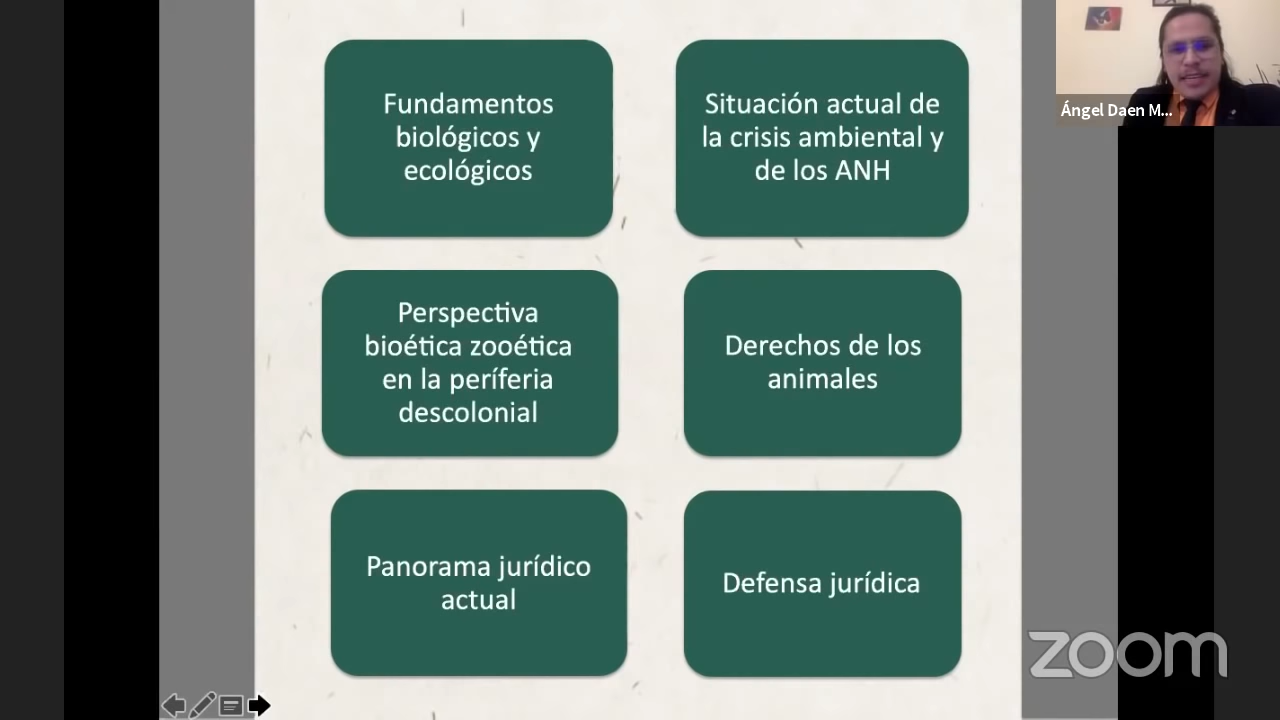 Fundamentos
biológicos y
ecológicos
Situación actual de
la crisis ambiental y
de los ANH
Perspectiva
bioética zooética
en la períferia
descolonial
Derechos de los
animales
Panorama jurídico
actual
Defensa jurídica
Ángel Daen M...
zoom